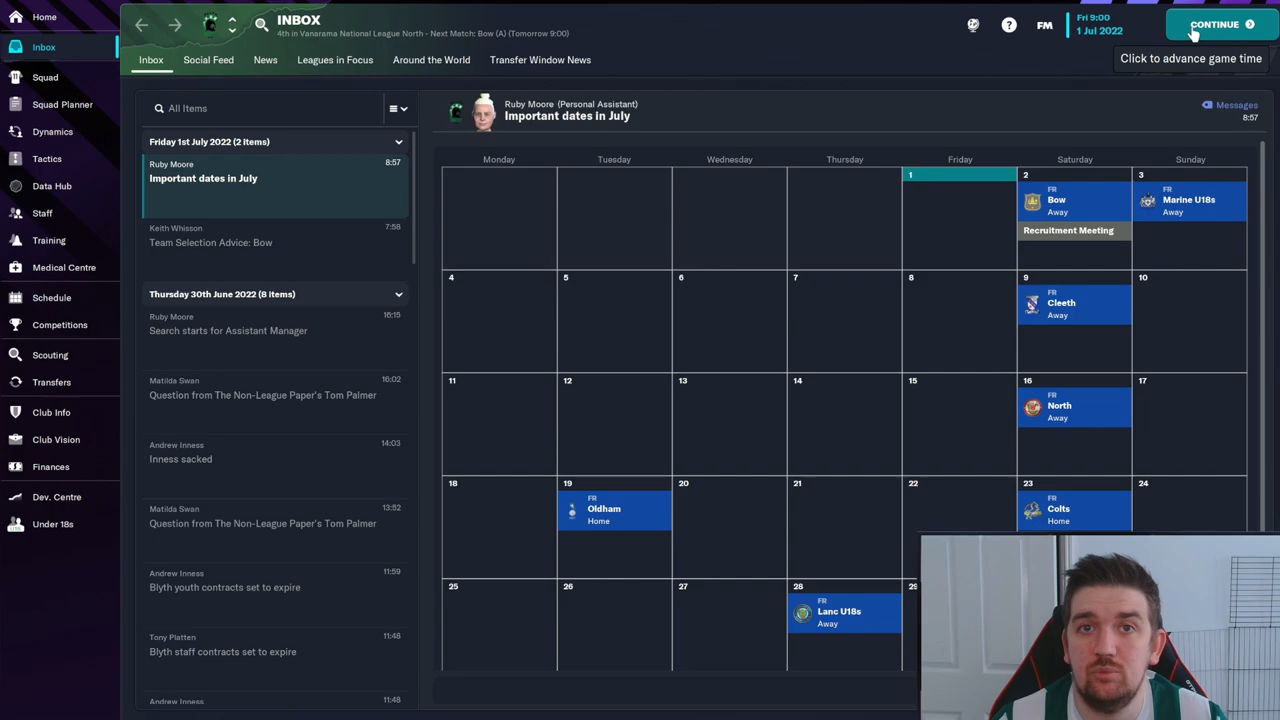 Home
Inbox
Squad
Squad Planner
Dynamics
Tactics
Data Hub
Staff
Training
Medical Centre
Schedule
Competitions
Scouting
Transfers
Club Info
Club Vision
Finances
Dev. Centre
Under 18s
INBOX
4th in Vanarama National League North - Next Match: Bow (A) (Tomorrow 9:00)
FM
Fri 9:00
1 Jul 2022
CONTINUE
Click to advance game time
Inbox Social Feed News Leagues in Focus Around the World Transfer Window News
All Items
Friday 1st July 2022 (2 Items)
Ruby Moore 8:57
Important dates in July
Keith Whisson 7:58
Team Selection Advice: Bow
Thursday 30th June 2022 (8 items)
Ruby Moore 16:15
Search starts for Assistant Manager
Matilda Swan 16:02
Question from The Non-League Paper's Tom Palmer
Andrew Inness 14:03
Inness sacked
Matilda Swan 13:52
Question from The Non-League Paper's Tom Palmer
Andrew Inness 11:59
Blyth youth contracts set to expire
Tony Platten 11:48
Blyth staff contracts set to expire
Andrew Inness 11:48
Ruby Moore (Personal Assistant)
Important dates in July
Messages
8:57
Monday Tuesday Wednesday Thursday Friday Saturday Sunday
1 2 3
FR FR
Bow Marine U18s
Away Away
Recruitment Meeting
4 5 6 7 8 9 10
FR
Cleeth
Away
11 12 13 14 15 16 17
FR
North
Away
18 19 20 21 22 23 24
FR FR
Oldham Colts
Home Home
25 26 27 28 29
FR
Lanc U18s
Away